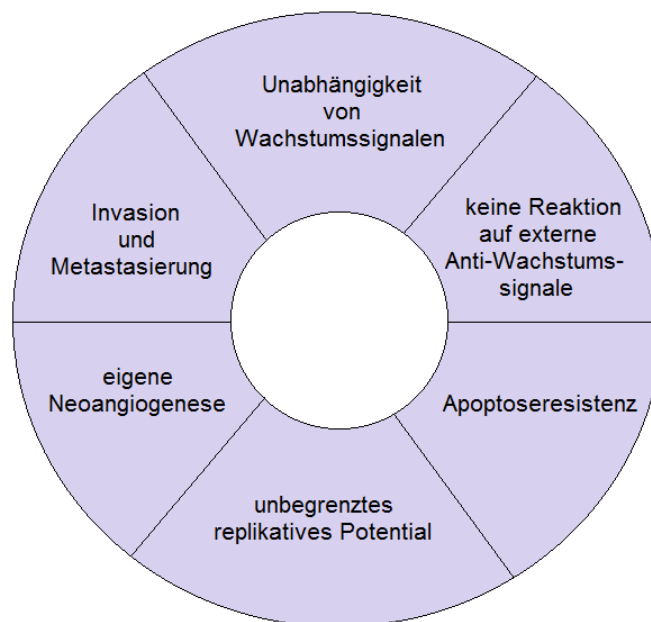 Unabhängigkeit
von
Wachstumssignalen
keine Reaktion
auf externe
Anti-Wachstums-
signale
Apoptoseresistenz
unbegrenztes
replikatives Potential
eigene
Neoangiogenese
Invasion
und
Metastasierung